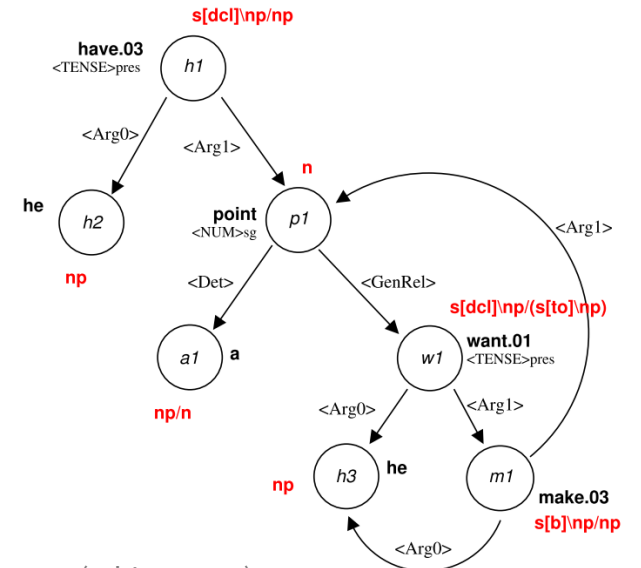 s[dcl]\np/np
have.03
<TENSE>pres
h1
<Arg0>
<Arg1>
n
he
h2
point
<NUM>sg
p1
<Arg1>
np
<Det>
<GenRel>
s[dcl]\np/(s[to]\np)
a1
a
w1
want.01
<TENSE>pres
np/n
<Arg0>
<Arg1>
np
h3
he
m1
make.03
s[b]\np/np
<Arg0>